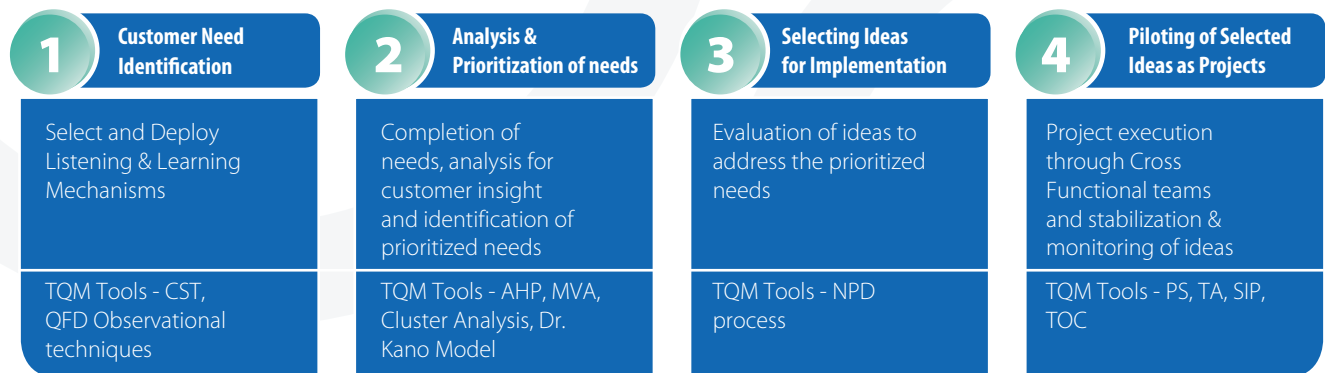 1
Customer Need
Identification
Select and Deploy
Listening & Learning
Mechanisms
TQM Tools - CST,
QFD Observational
techniques
2
Analysis &
Prioritization of needs
Completion of
needs, analysis for
customer insight
and identification of
prioritized needs
TQM Tools - AHP, MVA,
Cluster Analysis, Dr.
Kano Model
3
Selecting Ideas
for Implementation
Evaluation of ideas to
address the prioritized
needs
TQM Tools - NPD
process
4
Piloting of Selected
Ideas as Projects
Project execution
through Cross
Functional teams
and stabilization &
monitoring of ideas
TQM Tools - PS, TA, SIP,
TOC